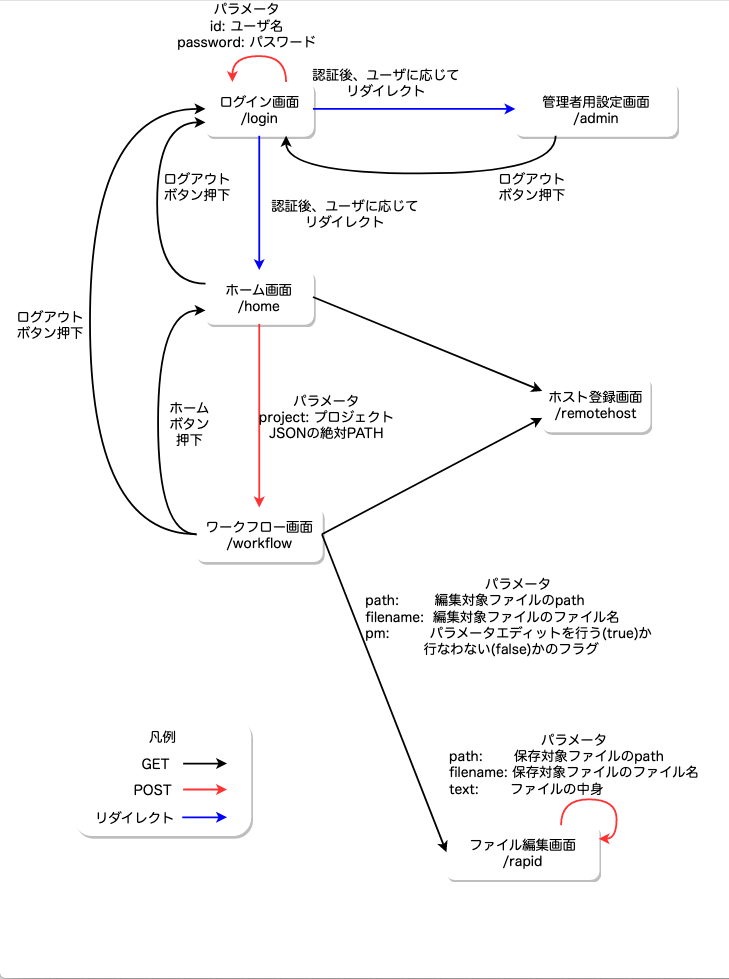 パラメータ
id: ユーザ名
password: パスワード
認証後、ユーザに応じて
リダイレクト
ログイン画面
/login
管理者用設定画面
/admin
ログアウト
ボタン押下
ログアウト
ボタン押下
認証後、ユーザに応じて
リダイレクト
ホーム画面
/home
ログアウト
ボタン押下
ホーム
ボタン
押下
パラメータ
project: プロジェクト
JSONの絶対PATH
ホスト登録画面
/remotehost
ワークフロー画面
/workflow
パラメータ
path: 編集対象ファイルのpath
filename: 編集対象ファイルのファイル名
pm: パラメータエディットを行う(true)か
行なわない(false)かのフラグ
凡例
GET
POST
リダイレクト
パラメータ
path: 保存対象ファイルのpath
filename: 保存対象ファイルのファイル名
text: ファイルの中身
ファイル編集画面
/rapid